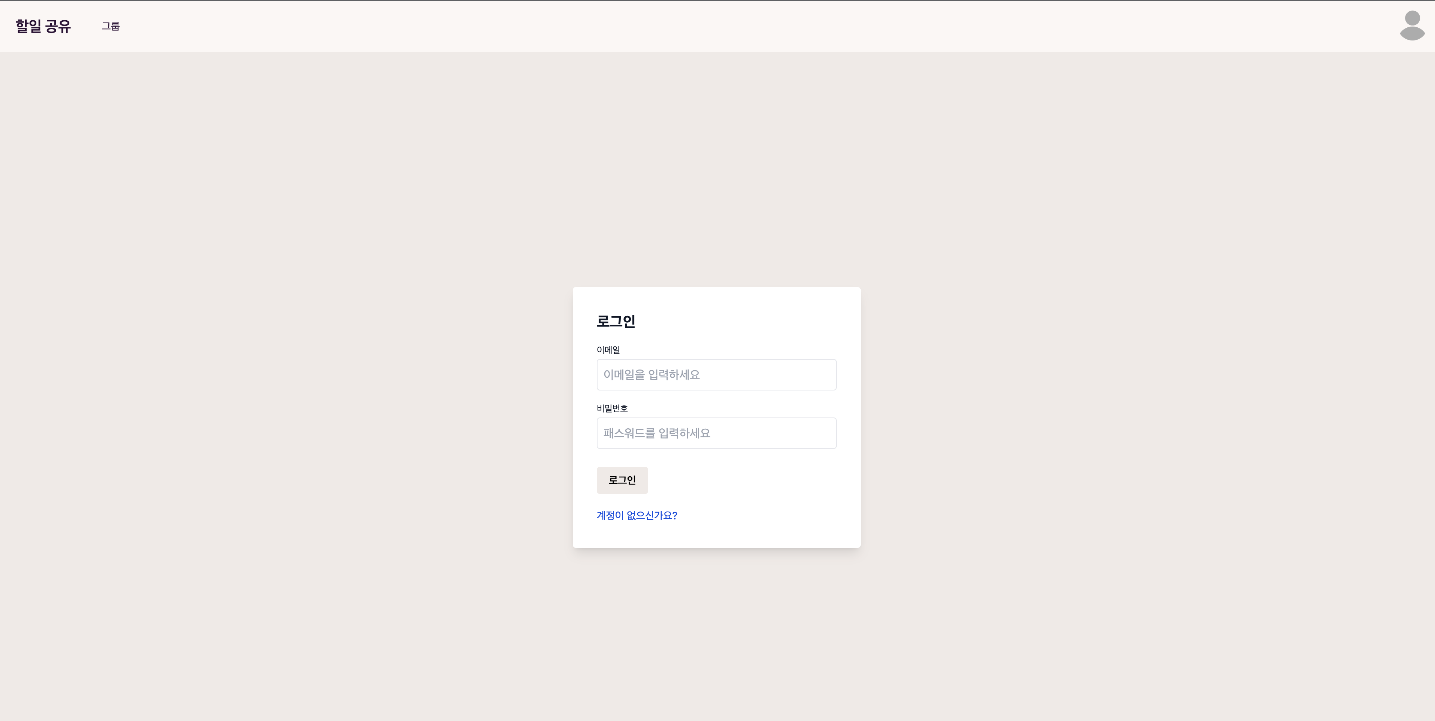 할일 공유 그룹
로그인
이메일
이메일을 입력하세요
비밀번호
패스워드를 입력하세요
로그인
계정이 없으신가요?